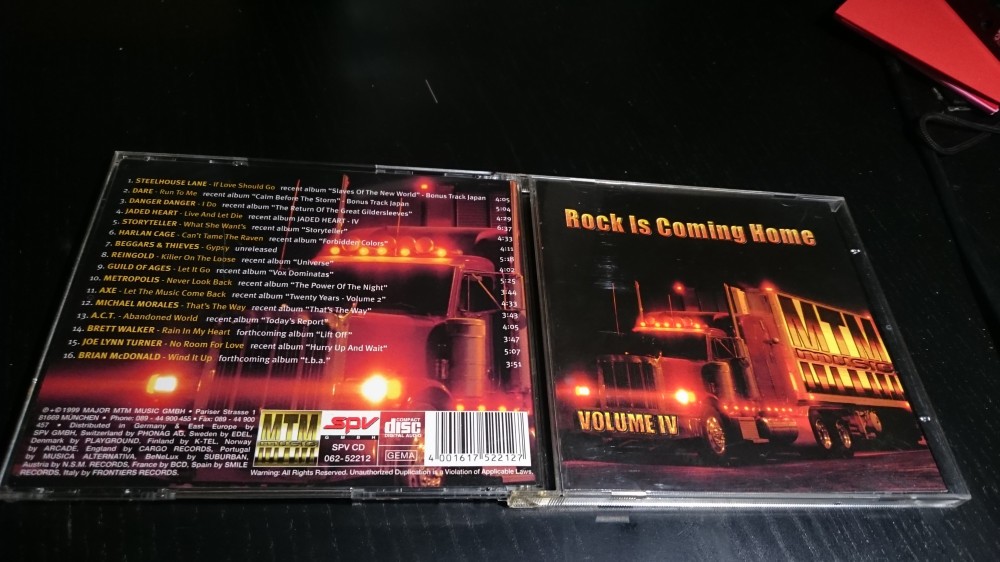 1. STEELHOUSE LANE - If Love Should Go recent album "Slaves Of The New World" - Bonus Track Japan 4:05
2. DARE - Run To Me recent album "Calm Before The Storm" - Bonus Track Japan 5:04
3. DANGER DANGER - I Do recent album "The Return Of The Great Gildersleeves" 4:29
4. JADED HEART - Live And Let Die recent album JADED HEART - IV 6:37
5. STORYTELLER - What She Want's recent album "Storyteller" 4:33
6. HARLAN CAGE - Can't Tame The Raven recent album "Forbidden Colors" 4:11
7. BEGGARS & THIEVES - Gypsy unreleased 5:18
8. REINGOLD - Killer On The Loose recent album "Universe" 4:02
9. GUILD OF AGES - Let It Go recent album "Vox Dominatas" 5:25
10. METROPOLIS - Never Look Back recent album "The Power Of The Night" 3:44
11. AXE - Let The Music Come Back recent album "Twenty Years - Volume 2" 4:33
12. MICHAEL MORALES - That's The Way recent album "That's The Way" 3:43
13. A.C.T. - Abandoned World recent album "Today's Report" 4:05
14. BRETT WALKER - Rain In My Heart forthcoming album "Lift Off" 3:47
15. JOE LYNN TURNER - No Room For Love recent album "Hurry Up And Wait" 5:07
16. BRIAN McDONALD - Wind It Up forthcoming album "t.b.a." 3:51
℗+© 1999 MAJOR MTM MUSIC GMBH • Pariser Strasse 1
81669 MÜNCHEN • Phone: 089 - 44 900 455 • Fax: 089 - 44 900
457 • Distributed in Germany & East Europe by
SPV GMBH, Switzerland by PHONAG AG, Sweden by EDEL,
Denmark by PLAYGROUND, Finland by K-TEL, Norway
by ARCADE, England by CARGO RECORDS, Portugal
by MUSICA ALTERNATIVA, BeNeLux by SUBURBAN,
Austria by N.S.M. RECORDS, France by BCD, Spain by SMILE
RECORDS, Italy by FRONTIERS RECORDS.
MTM
MUSIC
SPV
GMBH
SPV CD
062-52212
COMPACT
disc
DIGITAL AUDIO
GEMA
4 001617 522127
Warning: All Rights Reserved. Unauthorized Duplication is a Violation of Applicable Laws
Rock Is Coming Home
MTM
MUSIC
VOLUME IV